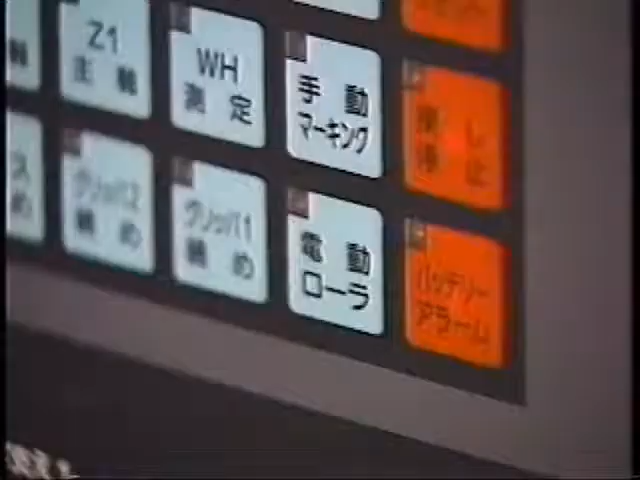 Z1
主 軸
WH
測 定
手 動
マーキング
グリッパ2
締 め
グリッパ1
締 め
電 動
ローラ
バッテリー
アラーム